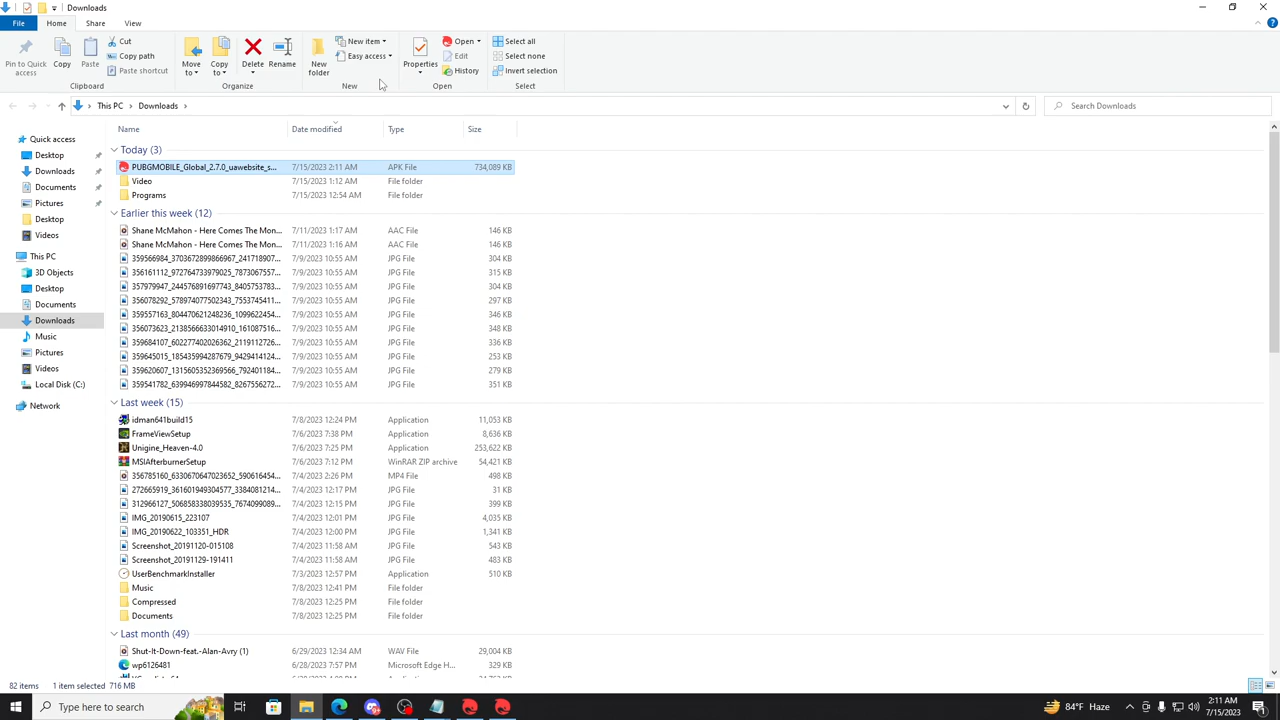 Downloads
File Home Share View
Pin to Quick access
Copy
Paste
Cut
Copy path
Paste shortcut
Clipboard
Move to
Copy to
Delete
Rename
Organize
New folder
New item
Easy access
New
Properties
Open
Edit
History
Open
Select all
Select none
Invert selection
Select
This PC > Downloads >
Search Downloads
Name Date modified Type Size
Quick access
Desktop
Downloads
Documents
Pictures
Desktop
Videos
This PC
3D Objects
Desktop
Documents
Downloads
Music
Pictures
Videos
Local Disk (C:)
Network
Today (3)
PUBGMOBILE_Global_2.7.0_uawebsite_s... 7/15/2023 2:11 AM APK File 734,089 KB
Video 7/15/2023 1:12 AM File folder
Programs 7/15/2023 12:54 AM File folder
Earlier this week (12)
Shane McMahon - Here Comes The Mon... 7/11/2023 1:17 AM AAC File 146 KB
Shane McMahon - Here Comes The Mon... 7/11/2023 1:16 AM AAC File 146 KB
359566984_3703672899866967_241718907... 7/9/2023 10:55 AM JPG File 304 KB
356161112_972764733979025_7873067557... 7/9/2023 10:55 AM JPG File 315 KB
357979947_244576891697743_8405753783... 7/9/2023 10:55 AM JPG File 304 KB
356078292_578974077502343_7553745411... 7/9/2023 10:55 AM JPG File 297 KB
359557163_804470621248236_1099622454... 7/9/2023 10:55 AM JPG File 346 KB
356073623_2138566633014910_161087516... 7/9/2023 10:55 AM JPG File 348 KB
359684107_602277402026362_2119112726... 7/9/2023 10:55 AM JPG File 336 KB
359645015_185435994287679_9429414124... 7/9/2023 10:55 AM JPG File 253 KB
359620607_1315605352369566_792401184... 7/9/2023 10:55 AM JPG File 279 KB
359541782_639946997844582_8267556272... 7/9/2023 10:55 AM JPG File 351 KB
Last week (15)
idman641build15 7/8/2023 12:24 PM Application 11,053 KB
FrameViewSetup 7/6/2023 7:38 PM Application 8,636 KB
Unigine_Heaven-4.0 7/6/2023 7:25 PM Application 253,622 KB
MSIAfterburnerSetup 7/6/2023 7:12 PM WinRAR ZIP archive 54,421 KB
356785160_6330670647023652_590616454... 7/4/2023 2:26 PM MP4 File 498 KB
272665919_361601949304577_3384081214... 7/4/2023 12:17 PM JPG File 31 KB
312966127_506858338039535_7674099089... 7/4/2023 12:15 PM JPG File 399 KB
IMG_20190615_223107 7/4/2023 12:01 PM JPG File 4,035 KB
IMG_20190622_103351_HDR 7/4/2023 12:00 PM JPG File 1,341 KB
Screenshot_20191120-015108 7/4/2023 11:58 AM JPG File 543 KB
Screenshot_20191129-191411 7/4/2023 11:58 AM JPG File 483 KB
UserBenchmarkInstaller 7/3/2023 12:57 PM Application 510 KB
Music 7/8/2023 12:41 PM File folder
Compressed 7/8/2023 12:25 PM File folder
Documents 7/8/2023 12:25 PM File folder
Last month (49)
Shut-It-Down-feat.-Alan-Avry (1) 6/29/2023 12:34 AM WAV File 29,004 KB
wp6126481 6/28/2023 7:57 PM Microsoft Edge H... 329 KB
82 items 1 item selected 716 MB
Type here to search
84°F Haze
2:11 AM
7/15/2023
1